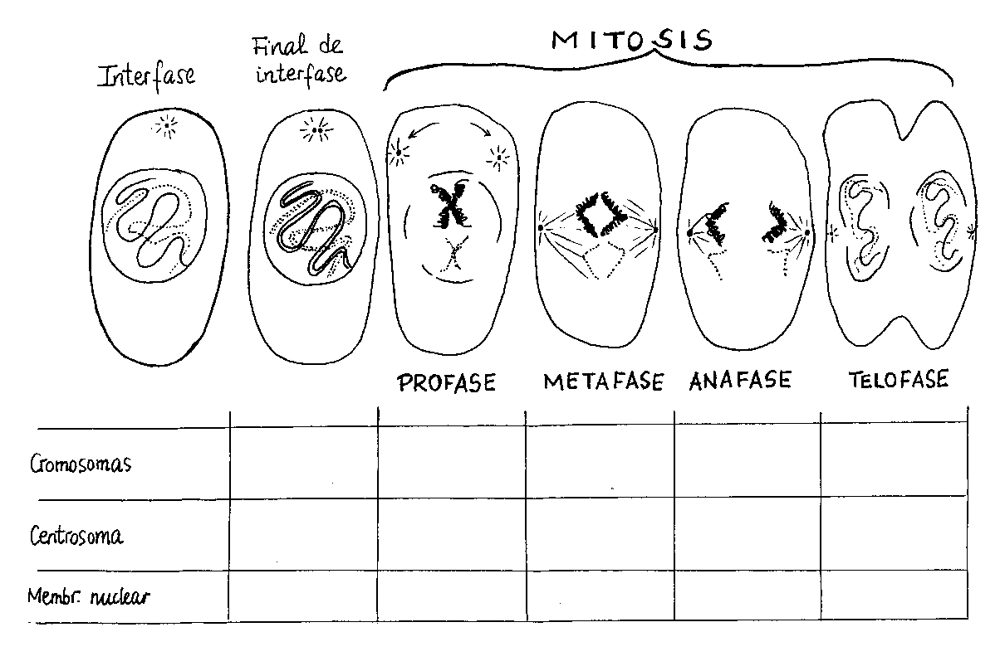 MITOSIS
Interfase
Final de
interfase
PROFASE
METAFASE
ANAFASE
TELOFASE
Cromosomas
Centrosoma
Membr. nuclear